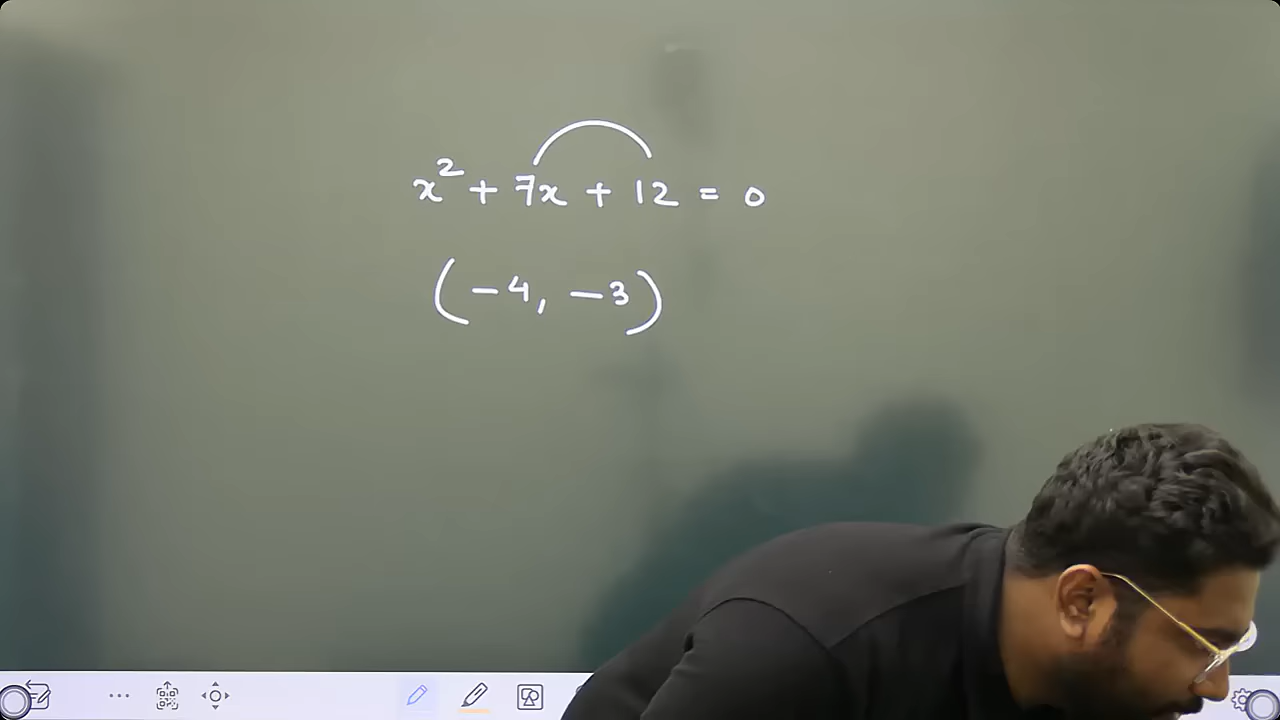 x² + 7x + 12 = 0
(-4, -3)